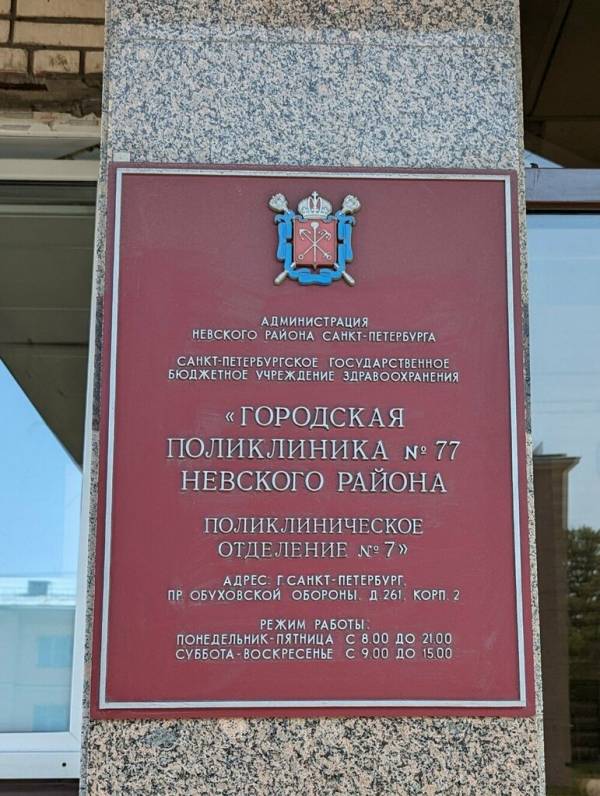 АДМИНИСТРАЦИЯ
НЕВСКОГО РАЙОНА САНКТ-ПЕТЕРБУРГА
САНКТ-ПЕТЕРБУРГСКОЕ ГОСУДАРСТВЕННОЕ
БЮДЖЕТНОЕ УЧРЕЖДЕНИЕ ЗДРАВООХРАНЕНИЯ
«ГОРОДСКАЯ
ПОЛИКЛИНИКА № 77
НЕВСКОГО РАЙОНА
ПОЛИКЛИНИЧЕСКОЕ
ОТДЕЛЕНИЕ №7»
АДРЕС: Г.САНКТ-ПЕТЕРБУРГ,
ПР. ОБУХОВСКОЙ ОБОРОНЫ, Д.261, КОРП. 2
РЕЖИМ РАБОТЫ:
ПОНЕДЕЛЬНИК-ПЯТНИЦА С 8.00 ДО 21.00
СУББОТА-ВОСКРЕСЕНЬЕ С 9.00 ДО 15.00